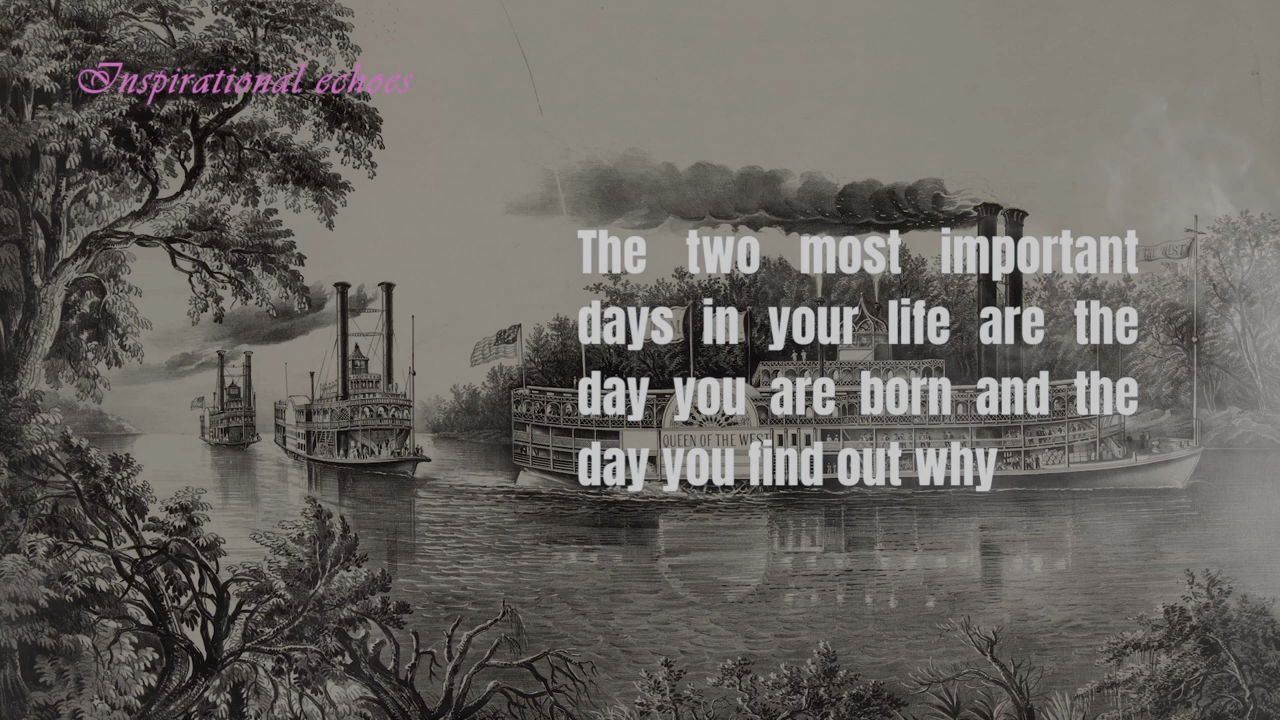 Inspirational echoes
The two most important
days in your life are the
day you are born and the
day you find out why
QUEEN OF THE WEST